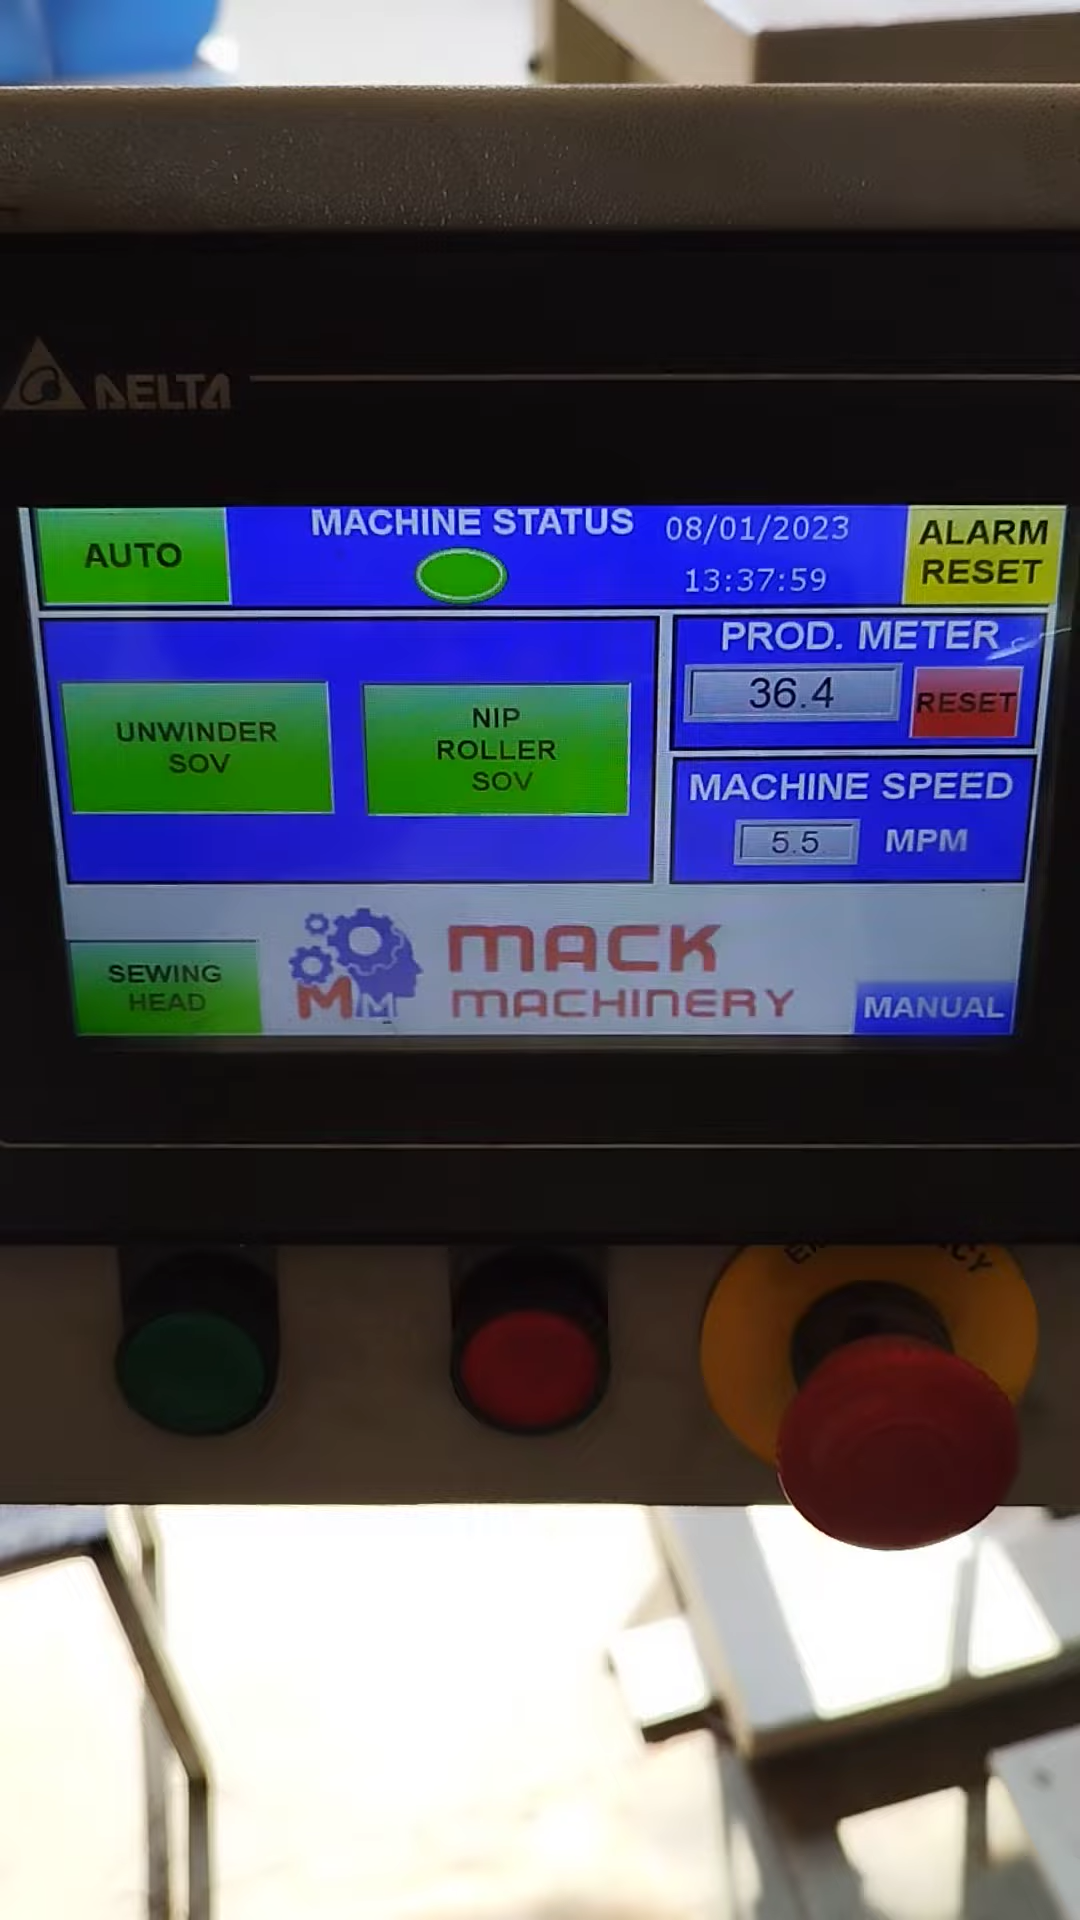 DELTA
AUTO
MACHINE STATUS
08/01/2023
13:37:59
ALARM
RESET
UNWINDER
SOV
NIP
ROLLER
SOV
PROD. METER
36.4
RESET
MACHINE SPEED
5.5 MPM
SEWING
HEAD
MM
MACK
MACHINERY
MANUAL